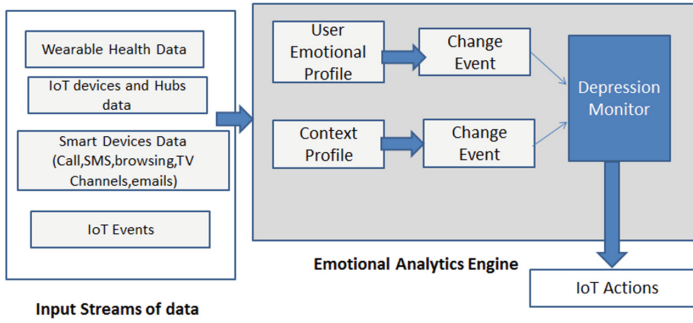 Wearable Health Data
IoT devices and Hubs
data
Smart Devices Data
(Call,SMS,browsing,TV
Channels,emails)
IoT Events
Input Streams of data
User
Emotional
Profile
Change
Event
Context
Profile
Change
Event
Depression
Monitor
Emotional Analytics Engine
IoT Actions